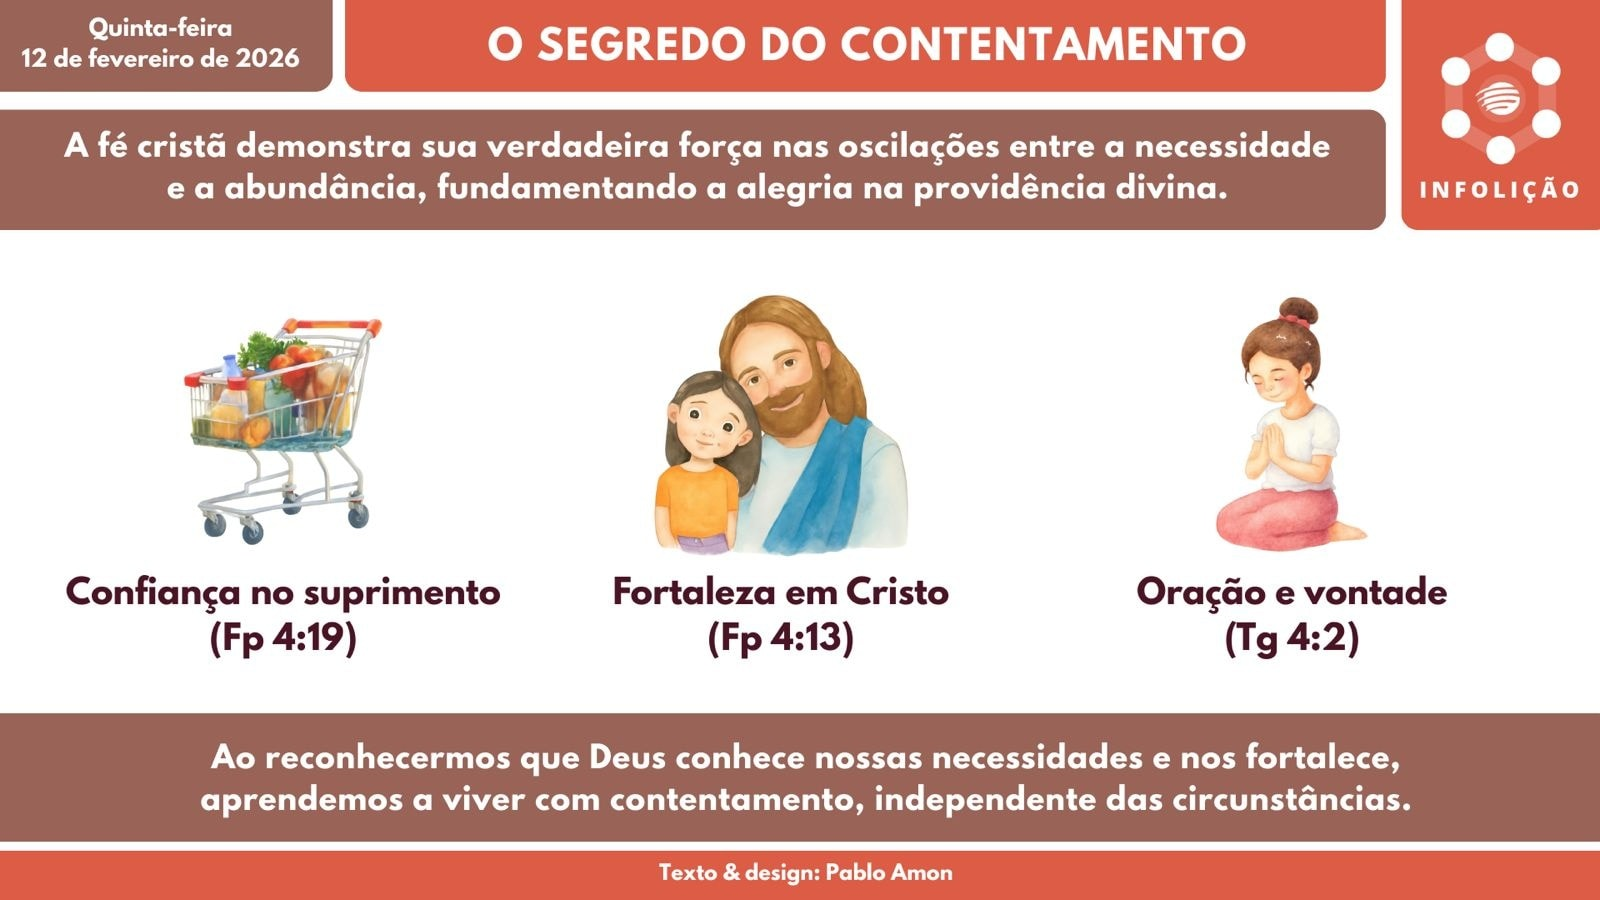 Quinta-feira
12 de fevereiro de 2026
O SEGREDO DO CONTENTAMENTO
A fé cristã demonstra sua verdadeira força nas oscilações entre a necessidade
e a abundância, fundamentando a alegria na providência divina.
INFOLIÇÃO
Confiança no suprimento
(Fp 4:19)
Fortaleza em Cristo
(Fp 4:13)
Oração e vontade
(Tg 4:2)
Ao reconhecermos que Deus conhece nossas necessidades e nos fortalece,
aprendemos a viver com contentamento, independente das circunstâncias.
Texto & design: Pablo Amon